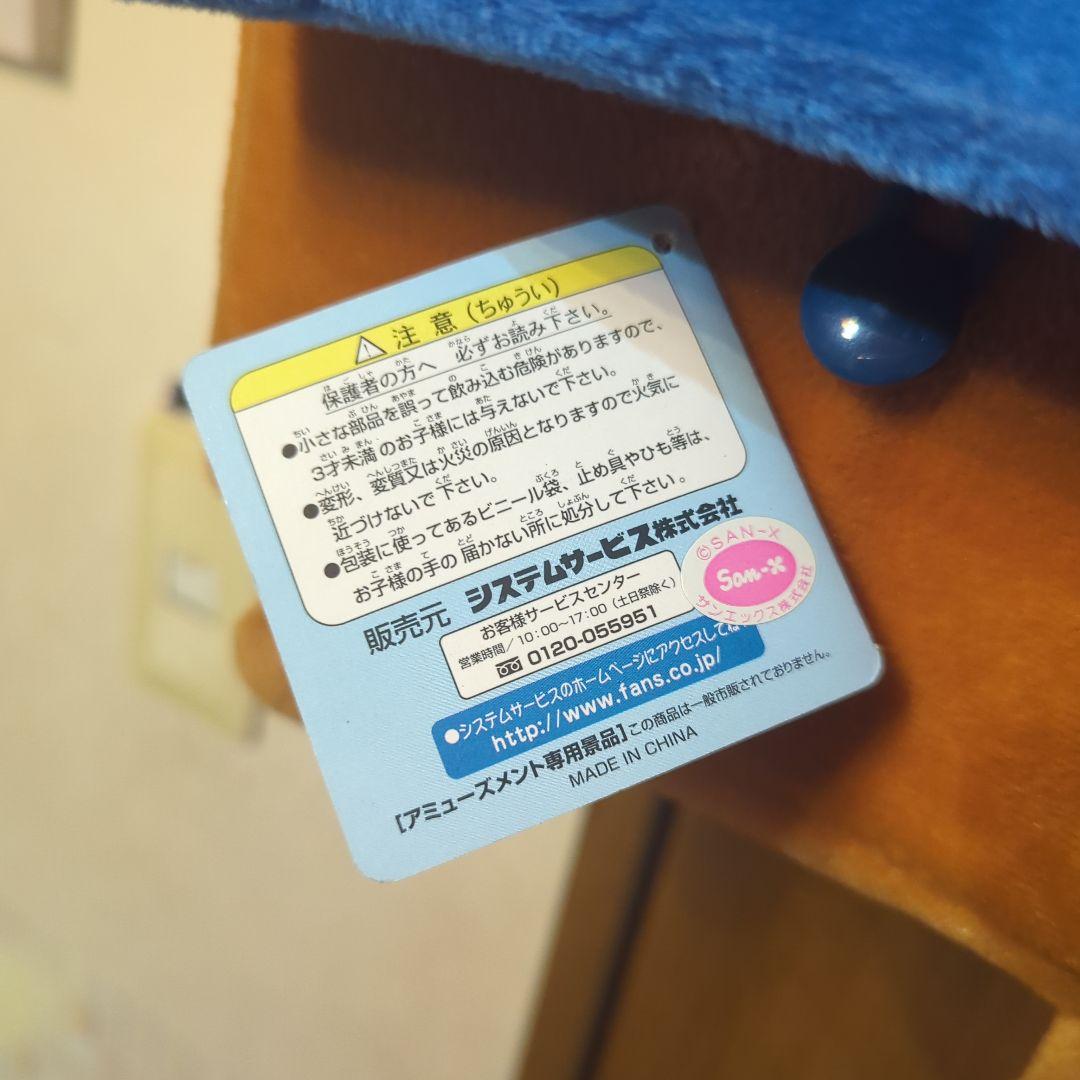 ⚠ 注意(ちゅうい)
保護者の方へ 必ずお読み下さい。
●小さな部品を誤って飲み込む危険がありますので、
3才未満のお子様には与えないで下さい。
●変形、変質又は火災の原因となりますので火気に
近づけないで下さい。
●包装に使ってあるビニール袋、止め具やひも等は、
お子様の手の届かない所に処分して下さい。
販売元 システムサービス株式会社
お客様サービスセンター
営業時間/10:00~17:00(土日祭除く)
0120-055951
●システムサービスのホームページにアクセスしてね
http://www.fans.co.jp/
[アミューズメント専用景品]この商品は一般市販されておりません。
MADE IN CHINA
©SAN-X
San-X
サンエックス株式会社